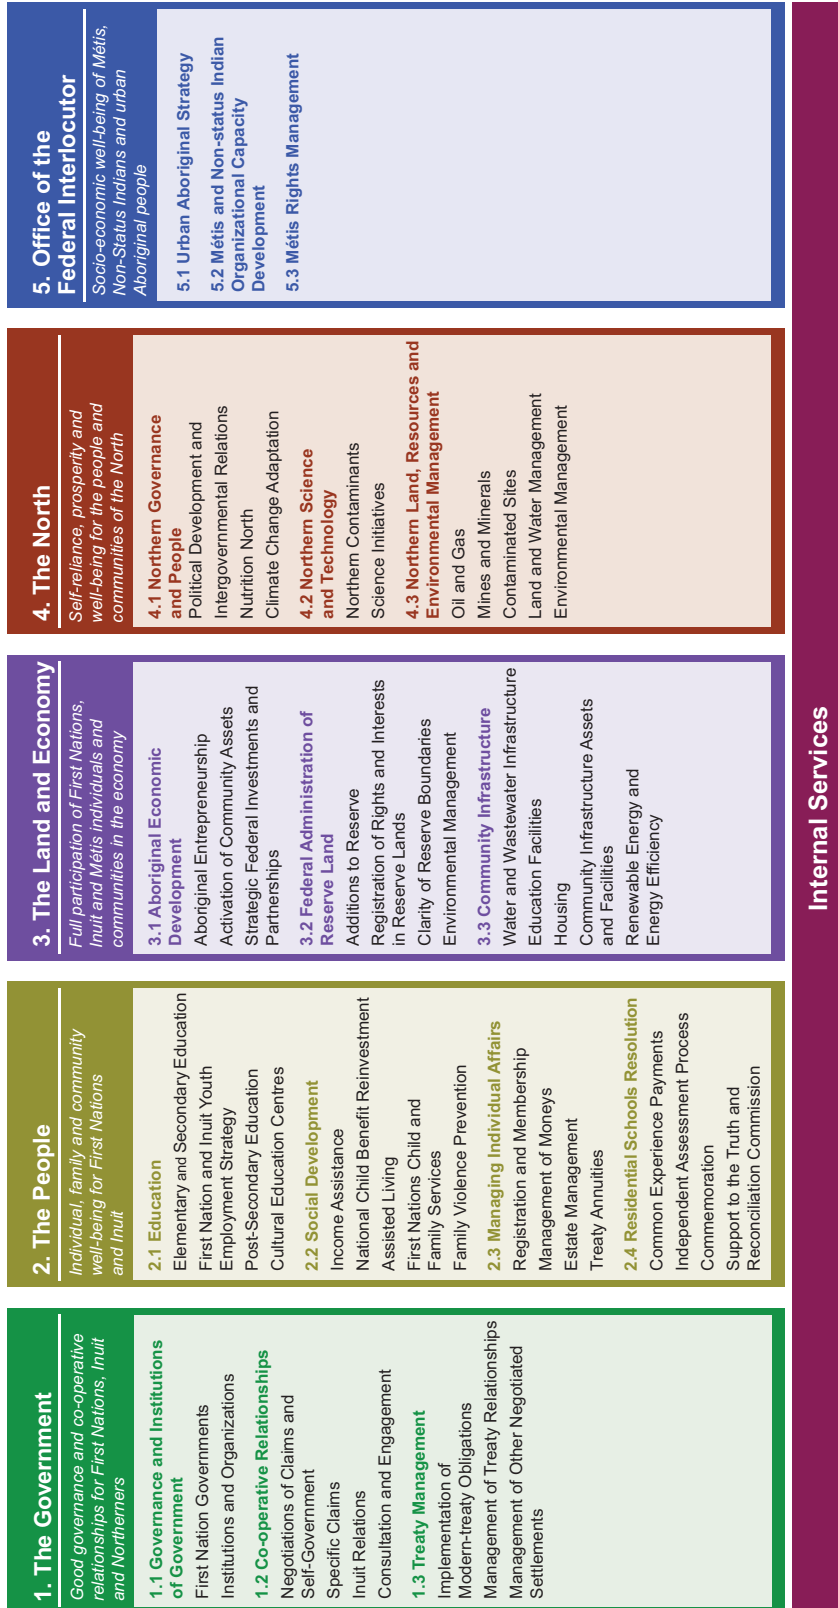 1. The Government
Good governance and co-operative
relationships for First Nations, Inuit
and Northerners
1.1 Governance and Institutions
of Government
First Nation Governments
Institutions and Organizations
1.2 Co-operative Relationships
Negotiations of Claims and
Self-Government
Specific Claims
Inuit Relations
Consultation and Engagement
1.3 Treaty Management
Implementation of
Modern-treaty Obligations
Management of Treaty Relationships
Management of Other Negotiated
Settlements
2. The People
Individual, family and community
well-being for First Nations
and Inuit
2.1 Education
Elementary and Secondary Education
First Nation and Inuit Youth
Employment Strategy
Post-Secondary Education
Cultural Education Centres
2.2 Social Development
Income Assistance
National Child Benefit Reinvestment
Assisted Living
First Nations Child and
Family Services
Family Violence Prevention
2.3 Managing Individual Affairs
Registration and Membership
Management of Moneys
Estate Management
Treaty Annuities
2.4 Residential Schools Resolution
Common Experience Payments
Independent Assessment Process
Commemoration
Support to the Truth and
Reconciliation Commission
3. The Land and Economy
Full participation of First Nations,
Inuit and Métis individuals and
communities in the economy
3.1 Aboriginal Economic
Development
Aboriginal Entrepreneurship
Activation of Community Assets
Strategic Federal Investments and
Partnerships
3.2 Federal Administration of
Reserve Land
Additions to Reserve
Registration of Rights and Interests
in Reserve Lands
Clarity of Reserve Boundaries
Environmental Management
3.3 Community Infrastructure
Water and Wastewater Infrastructure
Education Facilities
Housing
Community Infrastructure Assets
and Facilities
Renewable Energy and
Energy Efficiency
4. The North
Self-reliance, prosperity and
well-being for the people and
communities of the North
4.1 Northern Governance
and People
Political Development and
Intergovernmental Relations
Nutrition North
Climate Change Adaptation
4.2 Northern Science
and Technology
Northern Contaminants
Science Initiatives
4.3 Northern Land, Resources and
Environmental Management
Oil and Gas
Mines and Minerals
Contaminated Sites
Land and Water Management
Environmental Management
5. Office of the
Federal Interlocutor
Socio-economic well-being of Métis,
Non-Status Indians and urban
Aboriginal people
5.1 Urban Aboriginal Strategy
5.2 Métis and Non-status Indian
Organizational Capacity
Development
5.3 Métis Rights Management
Internal Services